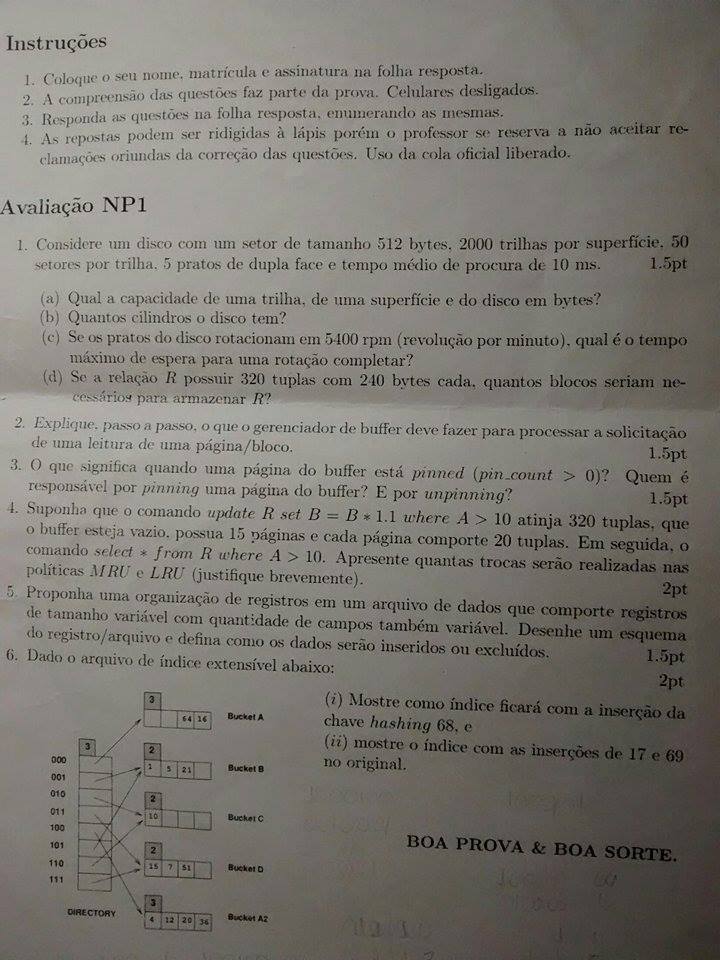 Instruções
1. Coloque o seu nome, matrícula e assinatura na folha resposta.
2. A compreensão das questões faz parte da prova. Celulares desligados.
3. Responda as questões na folha resposta, enumerando as mesmas.
4. As repostas podem ser ridigidas à lápis porém o professor se reserva a não aceitar re-
clamações oriundas da correção das questões. Uso da cola oficial liberado.
Avaliação NP1
1. Considere um disco com um setor de tamanho 512 bytes, 2000 trilhas por superfície, 50
setores por trilha, 5 pratos de dupla face e tempo médio de procura de 10 ms. 1.5pt
(a) Qual a capacidade de uma trilha, de uma superfície e do disco em bytes?
(b) Quantos cilindros o disco tem?
(c) Se os pratos do disco rotacionam em 5400 rpm (revolução por minuto), qual é o tempo
máximo de espera para uma rotação completar?
(d) Se a relação R possuir 320 tuplas com 240 bytes cada, quantos blocos seriam ne-
cessários para armazenar R?
2. Explique, passo a passo, o que o gerenciador de buffer deve fazer para processar a solicitação
de uma leitura de uma página/bloco. 1.5pt
3. O que significa quando uma página do buffer está pinned (pin_count > 0)? Quem é
responsável por pinning uma página do buffer? E por unpinning? 1.5pt
4. Suponha que o comando update R set B = B * 1.1 where A > 10 atinja 320 tuplas, que
o buffer esteja vazio, possua 15 páginas e cada página comporte 20 tuplas. Em seguida, o
comando select * from R where A > 10. Apresente quantas trocas serão realizadas nas
políticas MRU e LRU (justifique brevemente). 2pt
5. Proponha uma organização de registros em um arquivo de dados que comporte registros
de tamanho variável com quantidade de campos também variável. Desenhe um esquema
do registro/arquivo e defina como os dados serão inseridos ou excluídos. 1.5pt
6. Dado o arquivo de índice extensível abaixo: 2pt
(i) Mostre como índice ficará com a inserção da
chave hashing 68, e
(ii) mostre o índice com as inserções de 17 e 69
no original.
BOA PROVA & BOA SORTE.
3
64 16 Bucket A
3
000
001
010
011
100
101
110
111
DIRECTORY
2
1 5 21 Bucket B
2
10 Bucket C
2
15 7 51 Bucket D
3
4 12 20 36 Bucket A2